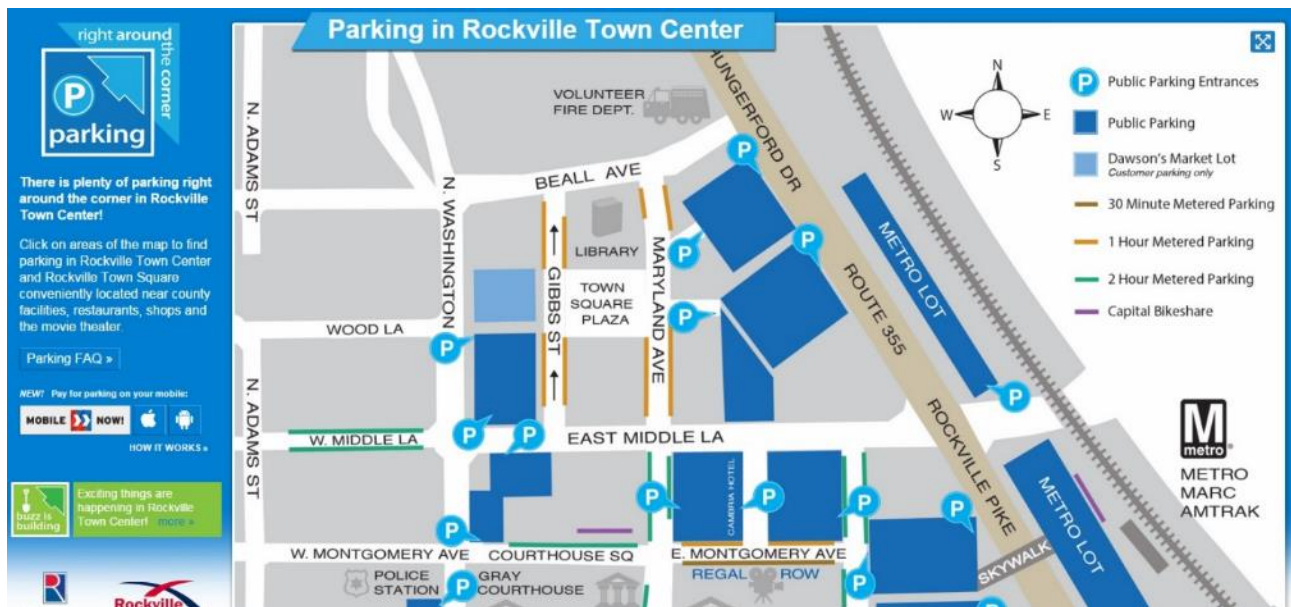 right around
the corner
P
parking
There is plenty of parking right
around the corner in Rockville
Town Center!
Click on areas of the map to find
parking in Rockville Town Center
and Rockville Town Square
conveniently located near county
facilities, restaurants, shops and
the movie theater.
Parking FAQ »
NEW! Pay for parking on your mobile:
MOBILE NOW!
HOW IT WORKS »
buzz is
building
Exciting things are
happening in Rockville
Town Center! more »
R
Rockville
Parking in Rockville Town Center
N
W
E
S
P Public Parking Entrances
Public Parking
Dawson's Market Lot
Customer parking only
30 Minute Metered Parking
1 Hour Metered Parking
2 Hour Metered Parking
Capital Bikeshare
VOLUNTEER
FIRE DEPT.
HUNGERFORD DR
N. ADAMS ST
N. WASHINGTON
BEALL AVE
P
P
P
P
LIBRARY
MARYLAND AVE
GIBBS ST
TOWN
SQUARE
PLAZA
METRO LOT
ROUTE 355
WOOD LA
P
P
P
P
N. ADAMS ST
W. MIDDLE LA
EAST MIDDLE LA
ROCKVILLE PIKE
M
metro
METRO
MARC
AMTRAK
METRO LOT
CAMBRIA HOTEL
P
P
P
P
P
P
W. MONTGOMERY AVE
COURTHOUSE SQ
E. MONTGOMERY AVE
SKYWALK
POLICE
STATION
P
GRAY
COURTHOUSE
REGAL ROW
P